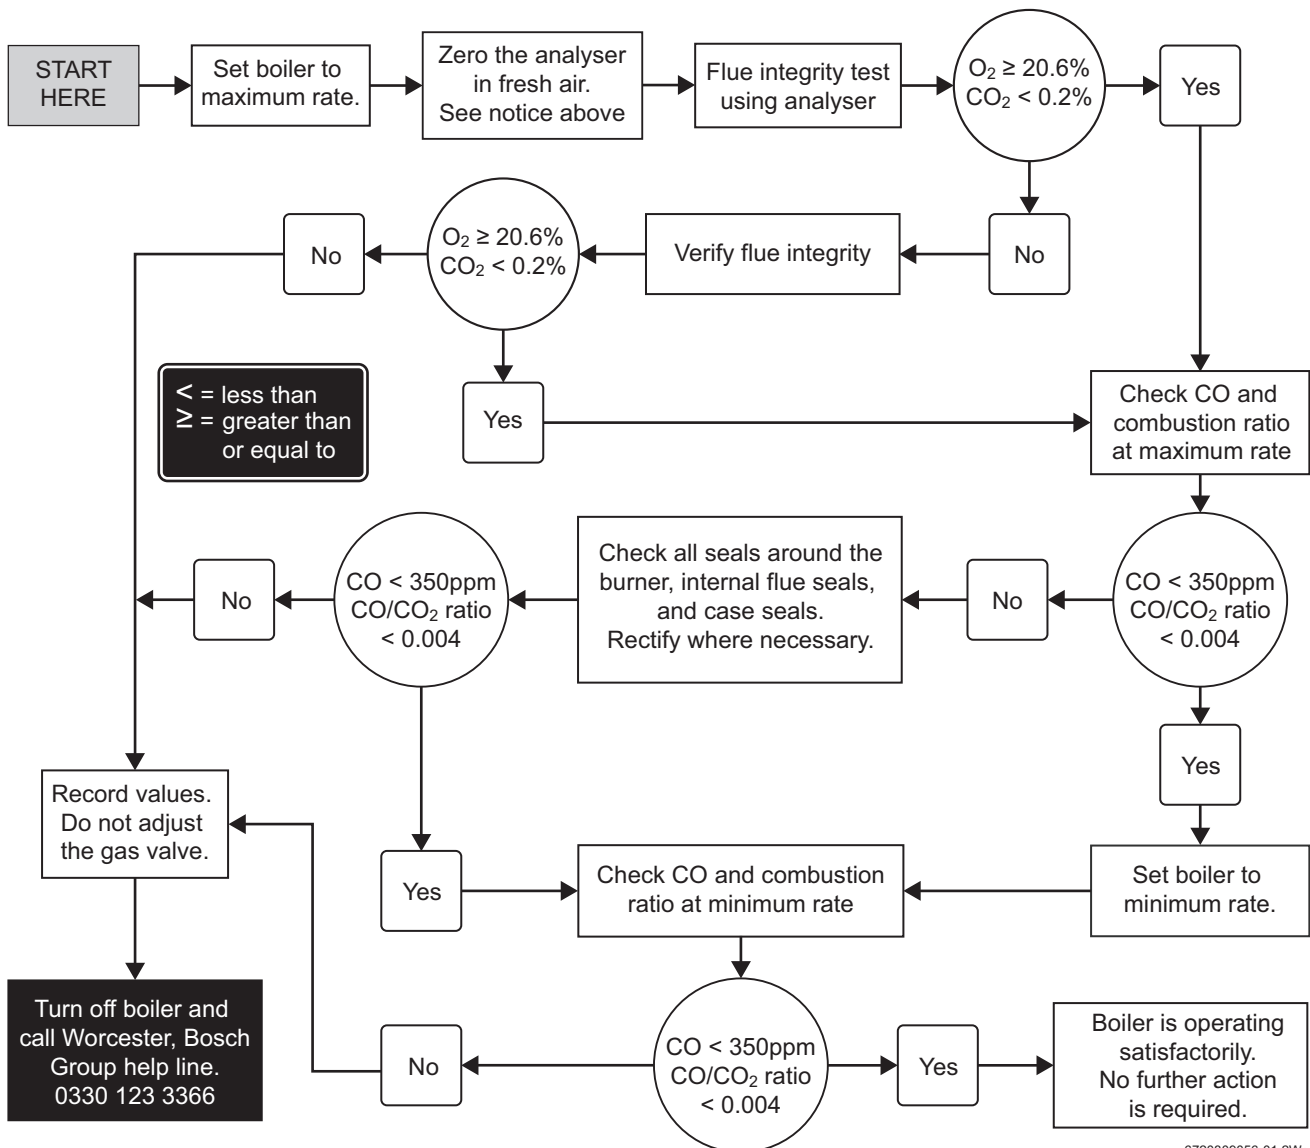 START
HERE
Set boiler to
maximum rate.
Zero the analyser
in fresh air.
See notice above
Flue integrity test
using analyser
O₂ ≥ 20.6%
CO₂ < 0.2%
Yes
No
O₂ ≥ 20.6%
CO₂ < 0.2%
Verify flue integrity
No
< = less than
≥ = greater than
or equal to
Yes
Check CO and
combustion ratio
at maximum rate
No
CO < 350ppm
CO/CO₂ ratio
< 0.004
Check all seals around the
burner, internal flue seals,
and case seals.
Rectify where necessary.
No
CO < 350ppm
CO/CO₂ ratio
< 0.004
Yes
Record values.
Do not adjust
the gas valve.
Yes
Check CO and combustion
ratio at minimum rate
Set boiler to
minimum rate.
Turn off boiler and
call Worcester, Bosch
Group help line.
0330 123 3366
No
CO < 350ppm
CO/CO₂ ratio
< 0.004
Yes
Boiler is operating
satisfactorily.
No further action
is required.